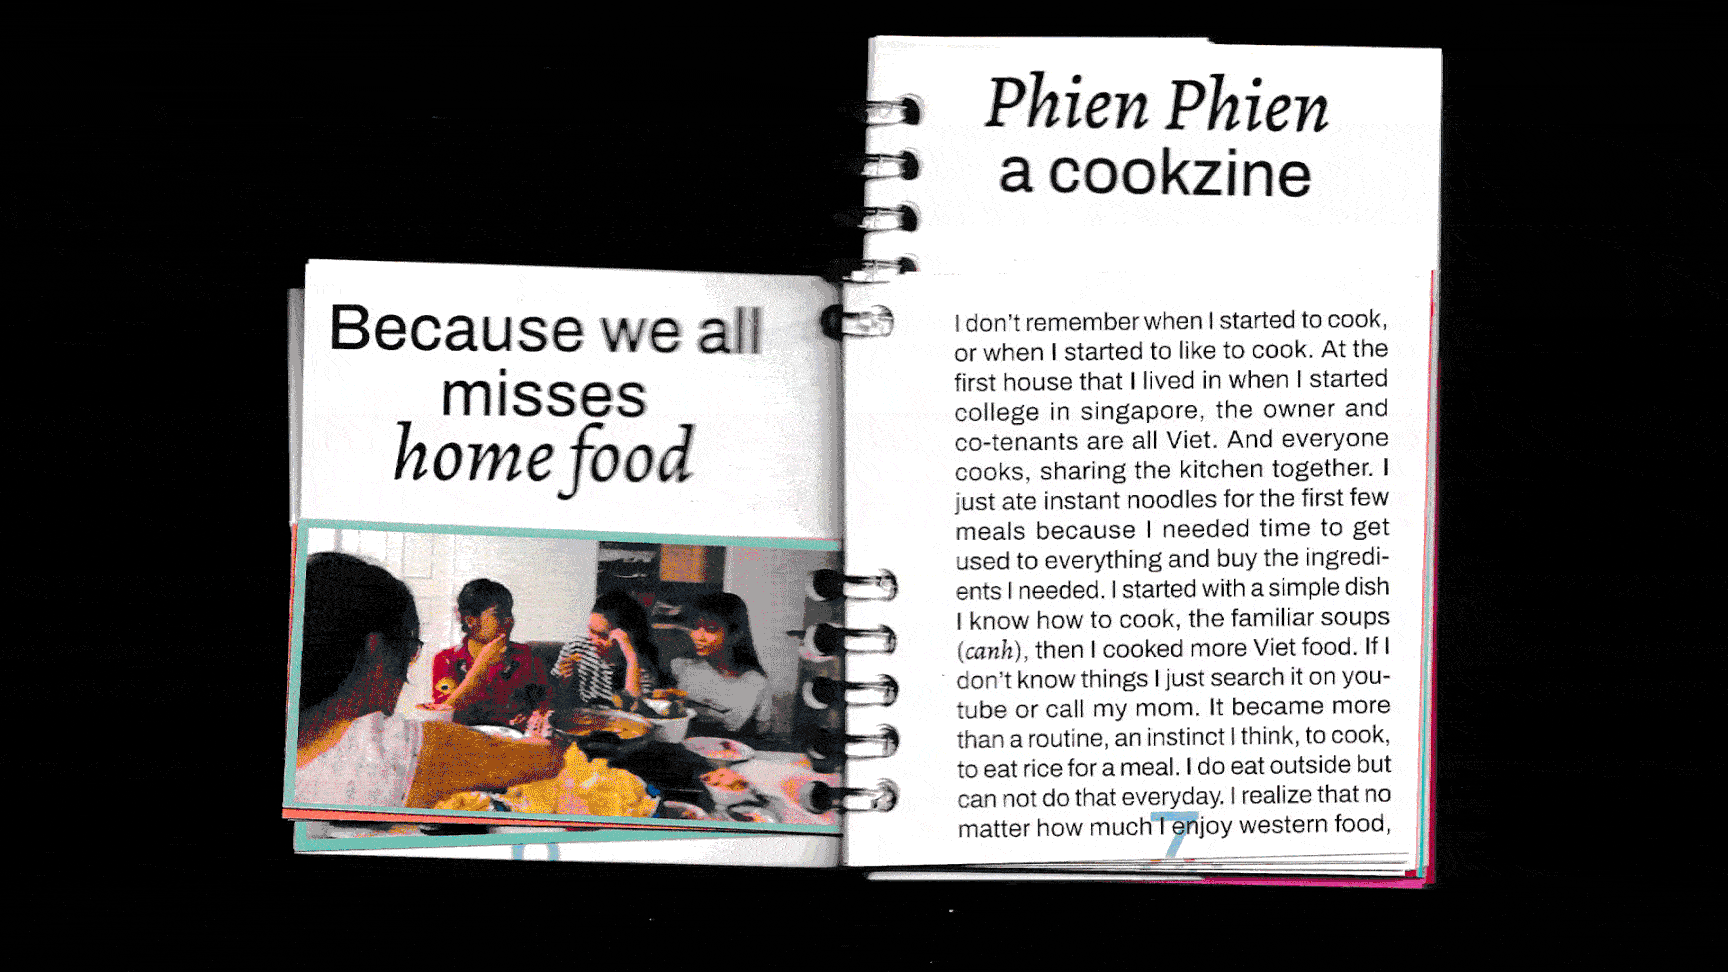 Phien Phien
a cookzine
Because we all
misses
home food
I don't remember when I started to cook,
or when I started to like to cook. At the
first house that I lived in when I started
college in singapore, the owner and
co-tenants are all Viet. And everyone
cooks, sharing the kitchen together. I
just ate instant noodles for the first few
meals because I needed time to get
used to everything and buy the ingredi-
ents I needed. I started with a simple dish
I know how to cook, the familiar soups
(canh), then I cooked more Viet food. If I
don't know things I just search it on you-
tube or call my mom. It became more
than a routine, an instinct I think, to cook,
to eat rice for a meal. I do eat outside but
can not do that everyday. I realize that no
matter how much I enjoy western food,
7